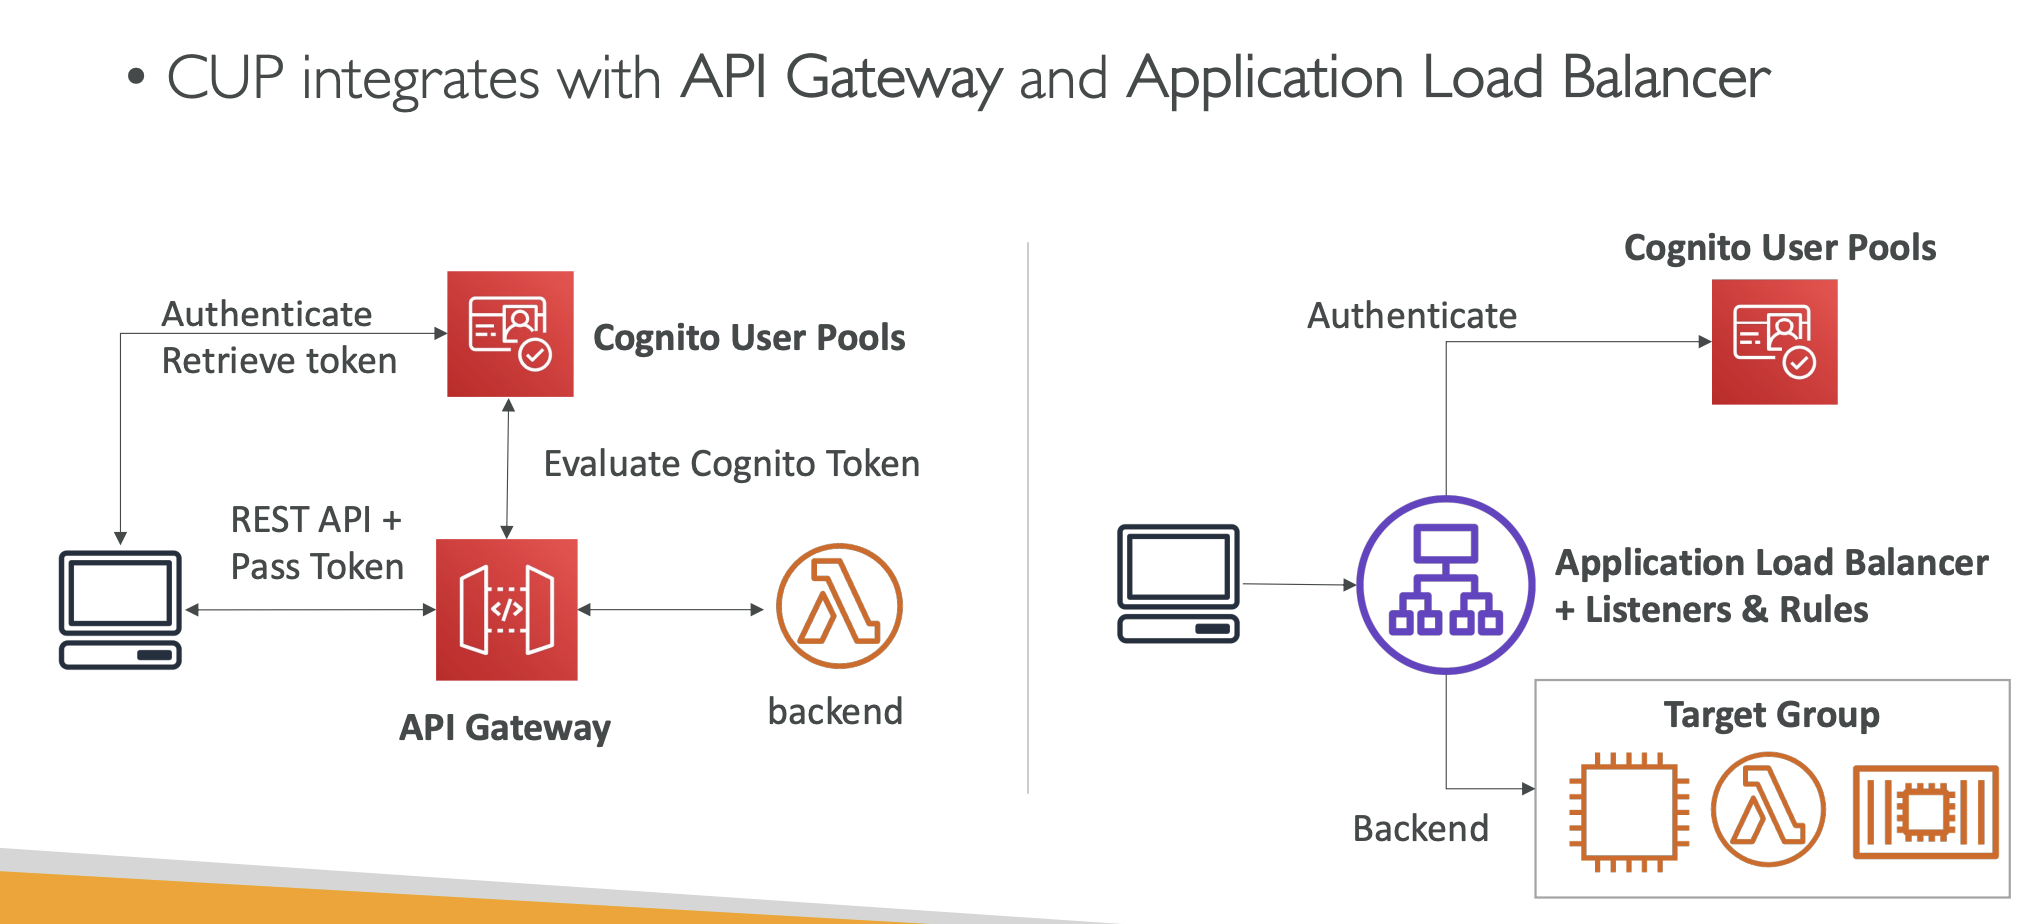 • CUP integrates with API Gateway and Application Load Balancer
Authenticate
Retrieve token
Cognito User Pools
Evaluate Cognito Token
REST API +
Pass Token
</>
API Gateway
backend
Cognito User Pools
Authenticate
Application Load Balancer
+ Listeners & Rules
Target Group
Backend